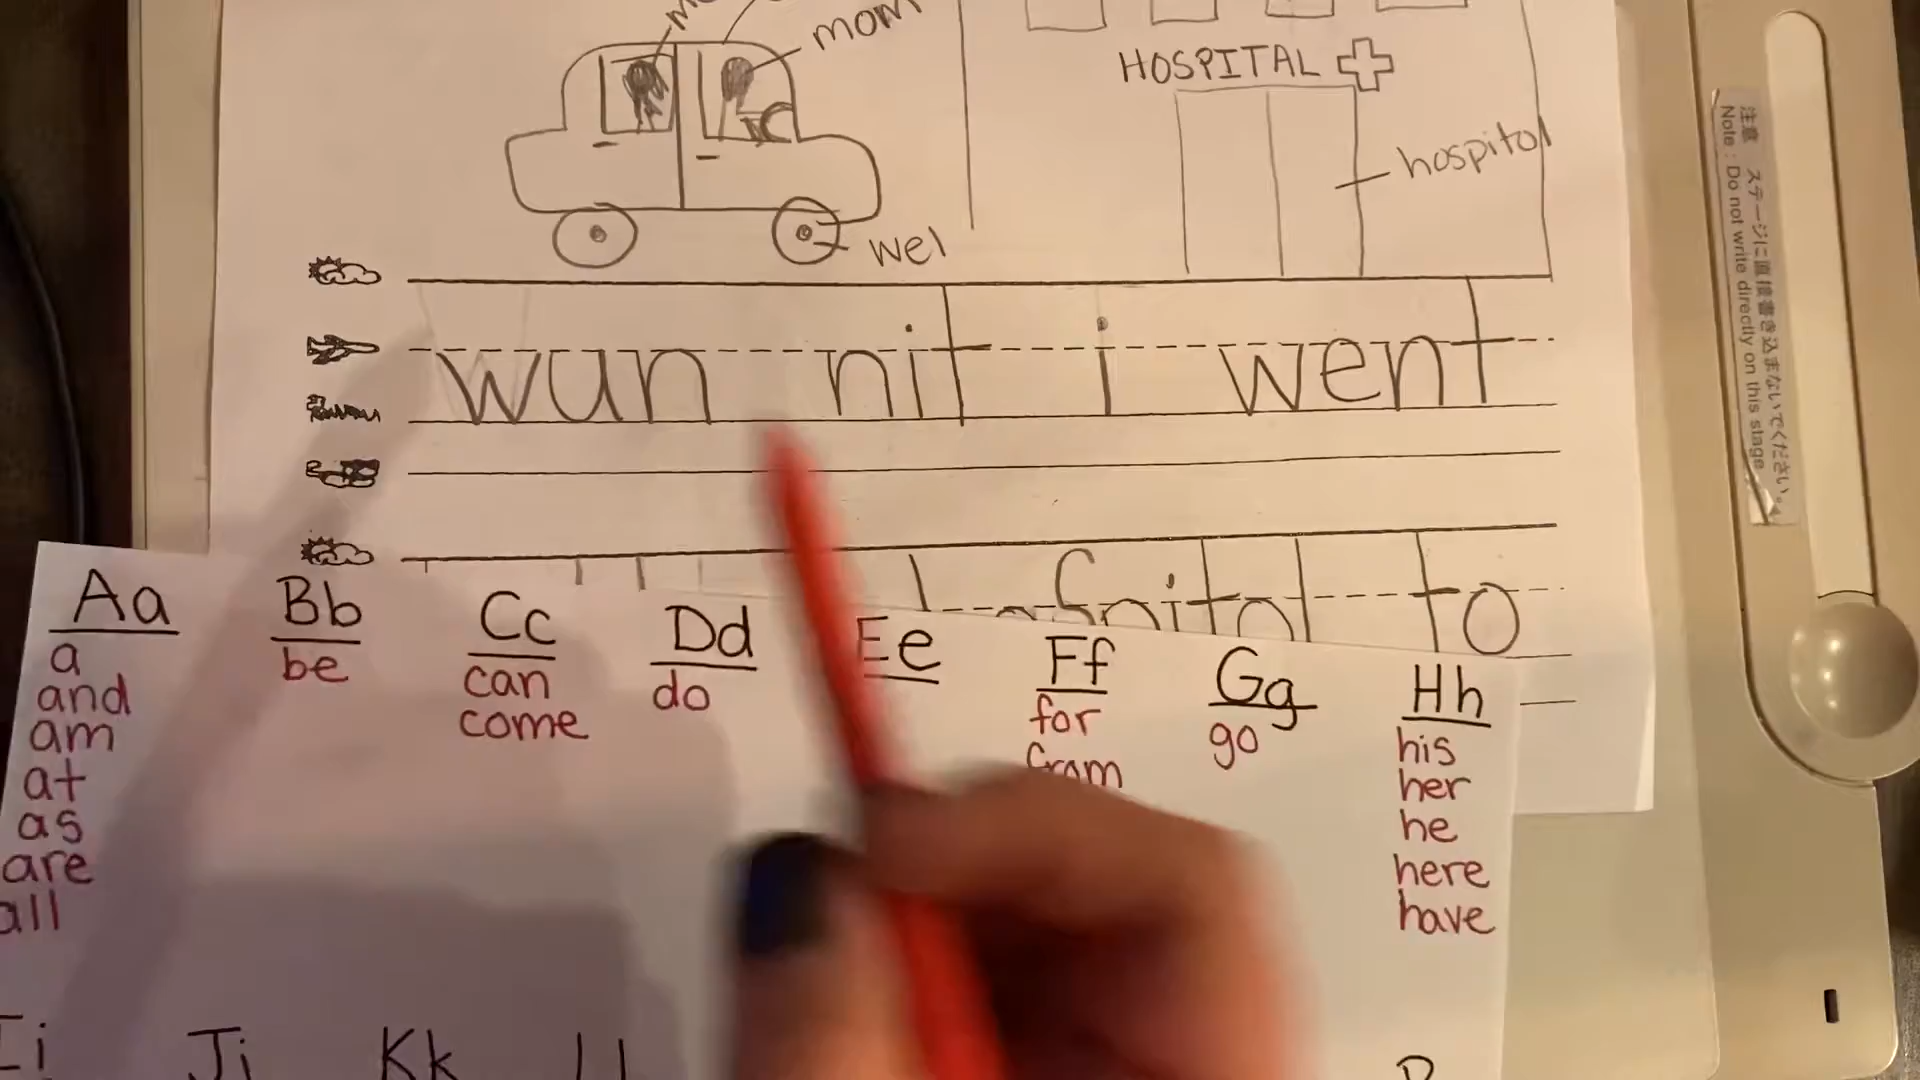 mom
HOSPITAL
hospitol
wel
wun nit i went
to
Aa Bb Cc Dd Ee Ff Gg Hh
a be can do for go his
and come from her
am he
at here
as have
are
all
Ii Jj Kk Ll
注意 ステージに直接書き込まないでください。
Note : Do not write directly on this stage